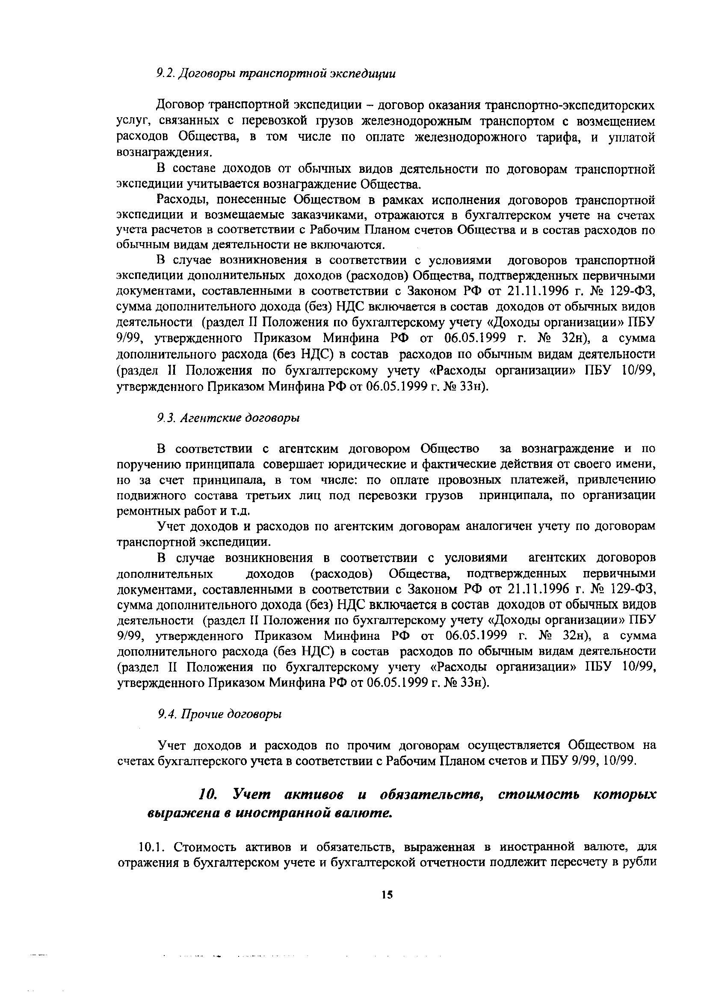 9.2. Договоры транспортной экспедиции
Договор транспортной экспедиции – договор оказания транспортно-экспедиторских
услуг, связанных с перевозкой грузов железнодорожным транспортом с возмещением
расходов Общества, в том числе по оплате железнодорожного тарифа, и уплатой
вознаграждения.
В составе доходов от обычных видов деятельности по договорам транспортной
экспедиции учитывается вознаграждение Общества.
Расходы, понесенные Обществом в рамках исполнения договоров транспортной
экспедиции и возмещаемые заказчиками, отражаются в бухгалтерском учете на счетах
учета расчетов в соответствии с Рабочим Планом счетов Общества и в состав расходов по
обычным видам деятельности не включаются.
В случае возникновения в соответствии с условиями договоров транспортной
экспедиции дополнительных доходов (расходов) Общества, подтвержденных первичными
документами, составленными в соответствии с Законом РФ от 21.11.1996 г. № 129-ФЗ,
сумма дополнительного дохода (без) НДС включается в состав доходов от обычных видов
деятельности (раздел II Положения по бухгалтерскому учету «Доходы организации» ПБУ
9/99, утвержденного Приказом Минфина РФ от 06.05.1999 г. № 32н), а сумма
дополнительного расхода (без НДС) в состав расходов по обычным видам деятельности
(раздел II Положения по бухгалтерскому учету «Расходы организации» ПБУ 10/99,
утвержденного Приказом Минфина РФ от 06.05.1999 г. № 33н).
9.3. Агентские договоры
В соответствии с агентским договором Общество за вознаграждение и по
поручению принципала совершает юридические и фактические действия от своего имени,
но за счет принципала, в том числе: по оплате провозных платежей, привлечению
подвижного состава третьих лиц под перевозки грузов принципала, по организации
ремонтных работ и т.д.
Учет доходов и расходов по агентским договорам аналогичен учету по договорам
транспортной экспедиции.
В случае возникновения в соответствии с условиями агентских договоров
дополнительных доходов (расходов) Общества, подтвержденных первичными
документами, составленными в соответствии с Законом РФ от 21.11.1996 г. № 129-ФЗ,
сумма дополнительного дохода (без) НДС включается в состав доходов от обычных видов
деятельности (раздел II Положения по бухгалтерскому учету «Доходы организации» ПБУ
9/99, утвержденного Приказом Минфина РФ от 06.05.1999 г. № 32н), а сумма
дополнительного расхода (без НДС) в состав расходов по обычным видам деятельности
(раздел II Положения по бухгалтерскому учету «Расходы организации» ПБУ 10/99,
утвержденного Приказом Минфина РФ от 06.05.1999 г. № 33н).
9.4. Прочие договоры
Учет доходов и расходов по прочим договорам осуществляется Обществом на
счетах бухгалтерского учета в соответствии с Рабочим Планом счетов и ПБУ 9/99, 10/99.
10. Учет активов и обязательств, стоимость которых
выражена в иностранной валюте.
10.1. Стоимость активов и обязательств, выраженная в иностранной валюте, для
отражения в бухгалтерском учете и бухгалтерской отчетности подлежит пересчету в рубли
15